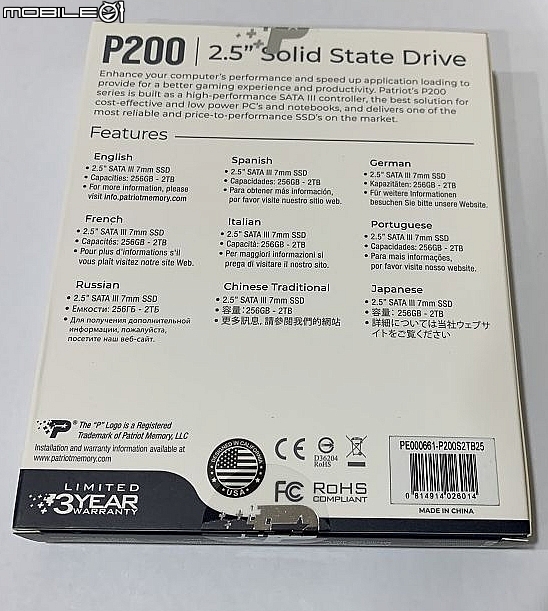 MOBILE01
P200 | 2.5" Solid State Drive
Enhance your computer's performance and speed up application loading to
provide for a better gaming experience and productivity. Patriot's P200
series is built as a high-performance SATA III controller, the best solution for
cost-effective and low power PC's and notebooks, and delivers one of the
most reliable and price-to-performance SSD's on the market.
Features
English
• 2.5" SATA III 7mm SSD
• Capacities: 256GB - 2TB
• For more information, please
visit info.patriotmemory.com
Spanish
• 2.5" SATA III 7mm SSD
• Capacidades: 256GB - 2TB
• Para obtener más información,
por favor visite nuestro sitio web.
German
• 2.5" SATA III 7mm SSD
• Kapazitäten: 256GB - 2TB
• Für weitere Informationen
besuchen Sie bitte unsere Website.
French
• 2.5" SATA III 7mm SSD
• Capacités: 256GB - 2TB
• Pour plus d'informations s'il
vous plaît visitez notre site Web.
Italian
• 2.5" SATA III 7mm SSD
• Capacità: 256GB - 2TB
• Per maggiori informazioni si
prega di visitare il nostro sito.
Portuguese
• 2.5" SATA III 7mm SSD
• Capacidades: 256GB - 2TB
• Para mais informações,
por favor visite nosso website.
Russian
• 2.5" SATA III 7mm SSD
• Емкости: 256ГБ - 2ТБ
• Для получения дополнительной
информации, пожалуйста,
посетите наш веб-сайт.
Chinese Traditional
• 2.5" SATA III 7mm SSD
• 容量:256GB - 2TB
• 更多訊息, 請參閱我們的網站
Japanese
• 2.5" SATA III 7mm SSD
• 容量: 256GB - 2TB
• 詳細については当社ウェブサ
イトをご覧ください
P
The "P" Logo is a Registered
Trademark of Patriot Memory, LLC
Installation and warranty information available at
www.patriotmemory.com
DESIGNED IN CALIFORNIA
• USA •
CE
D36204
RoHS
FC RoHS
COMPLIANT
PE000661-P200S2TB25
0 814914 026014
MADE IN CHINA
LIMITED
3YEAR
WARRANTY